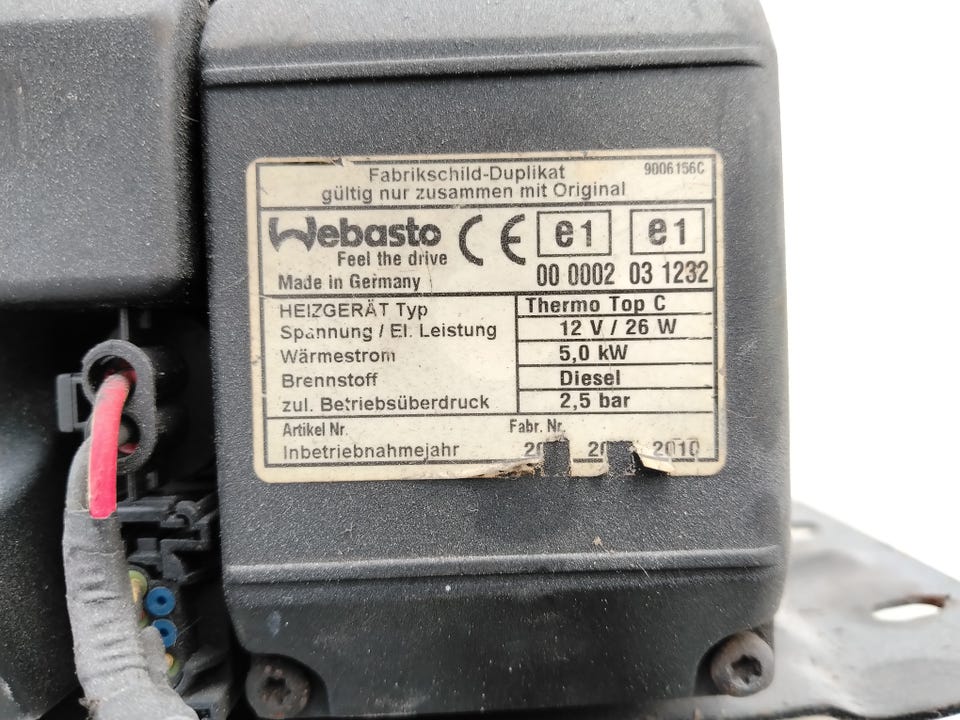 Fabrikschild-Duplikat
9006156C
gültig nur zusammen mit Original
Webasto
CE
e1
e1
Feel the drive
Made in Germany
00 0002
03 1232
HEIZGERÄT Typ
Thermo Top C
Spannung / El. Leistung
12 V / 26 W
Wärmestrom
5,0 kW
Brennstoff
Diesel
zul. Betriebsüberdruck
2,5 bar
Artikel Nr.
Fabr. Nr.
Inbetriebnahmejahr
2010